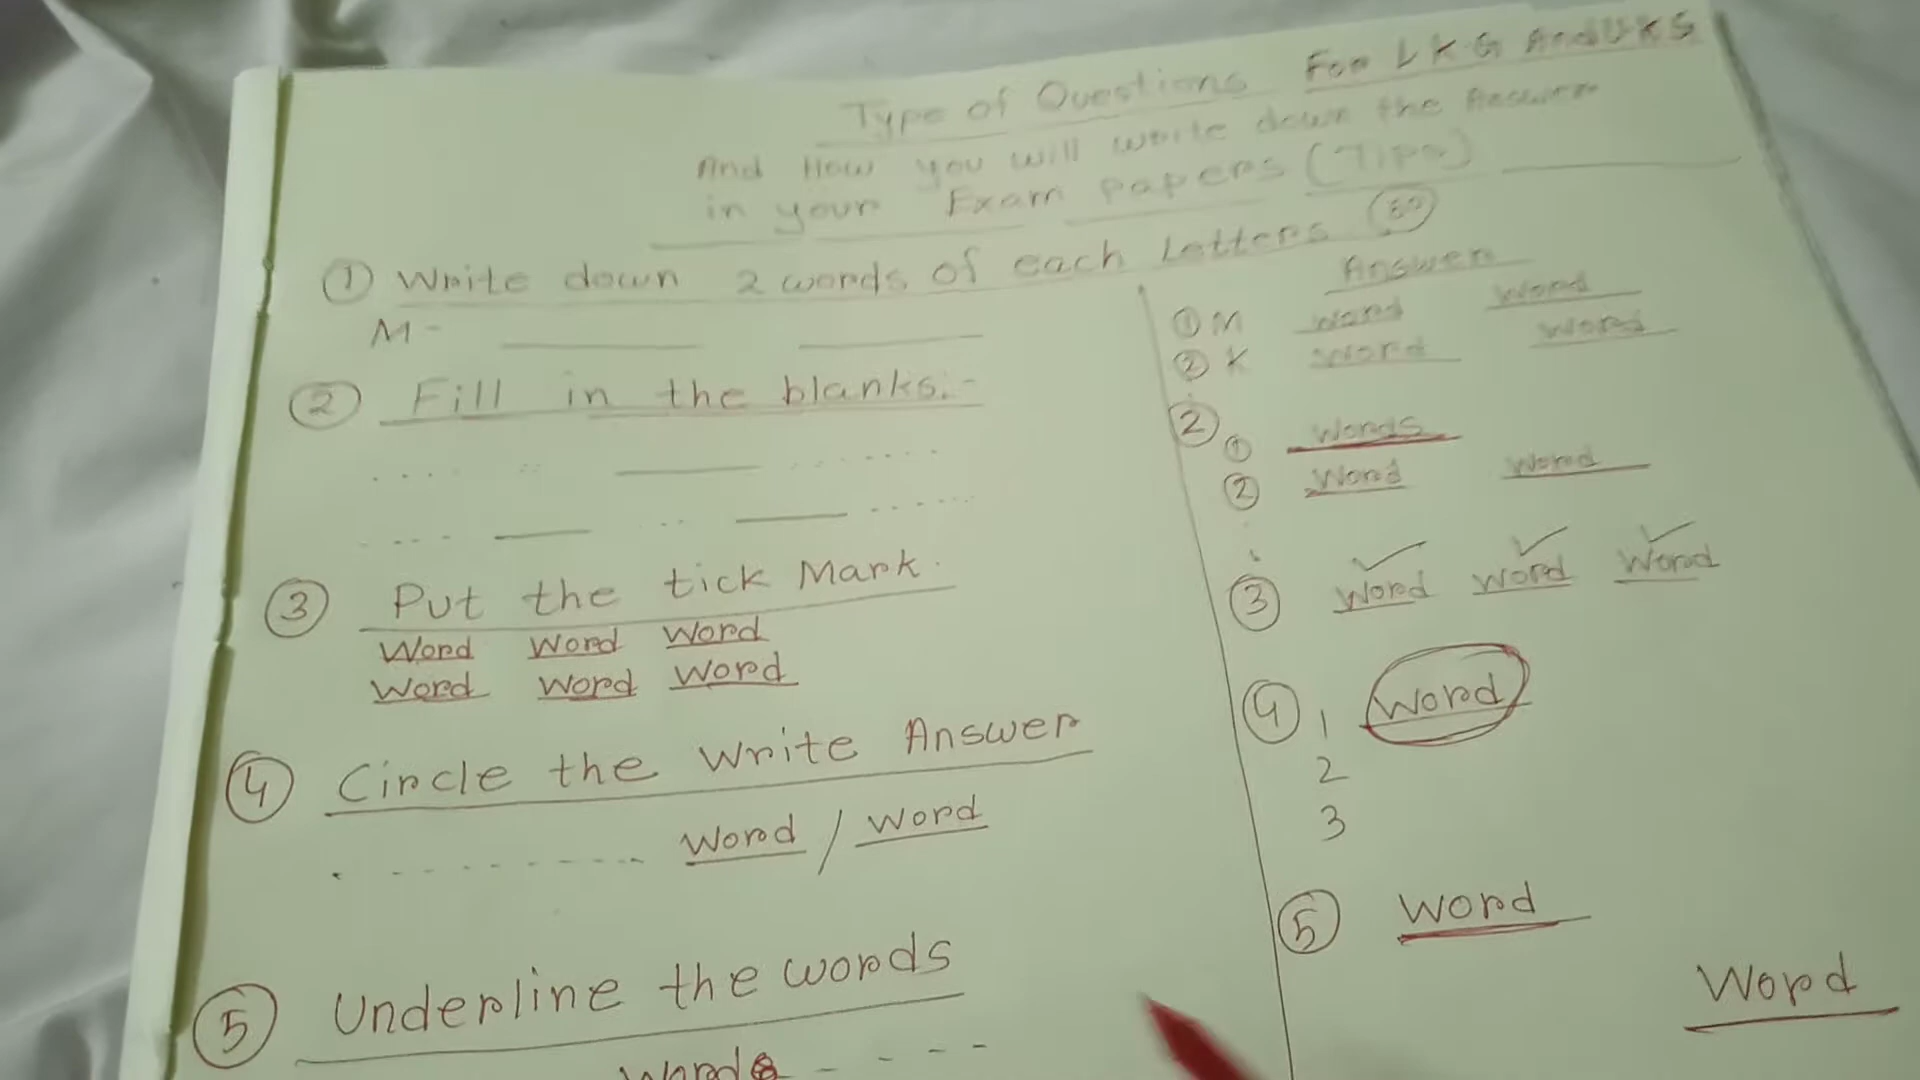 Type of Questions For LKG And UKG
And How you will write down the Answer
in your Exam papers (Tips)
① Write down 2 words of each Letters
M -
② Fill in the blanks:-
③ Put the tick Mark.
Word Word Word
Word Word Word
④ Circle the Write Answer
Word / Word
⑤ Underline the words
Words
Answer
① M Word Word
② K Word Word
② ① Words
② Word Word
③ Word Word Word
④ 1 Word
2
3
⑤ Word
Word